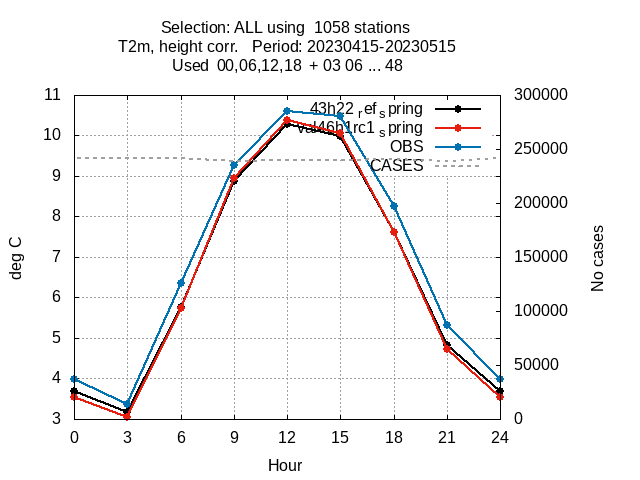 Selection: ALL using  1058 stations
T2m, height corr.   Period: 20230415-20230515
Used  00,06,12,18  + 03 06 ... 48
11
10
9
8
7
6
5
4
3
deg C
300000
250000
200000
150000
100000
50000
0
No cases
43h22 ref spring
val46h1rc1 spring
OBS
CASES
0 3 6 9 12 15 18 21 24
Hour